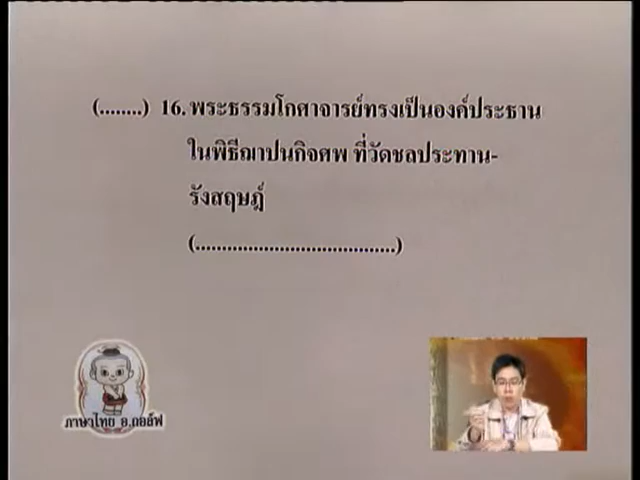 (........) 16. พระธรรมโกศาจารย์ทรงเป็นองค์ประธาน
ในพิธีฌาปนกิจศพ ที่วัดชลประทาน-
รังสฤษฎ์
(......................................)
ภาษาไทย อ.กอล์ฟ